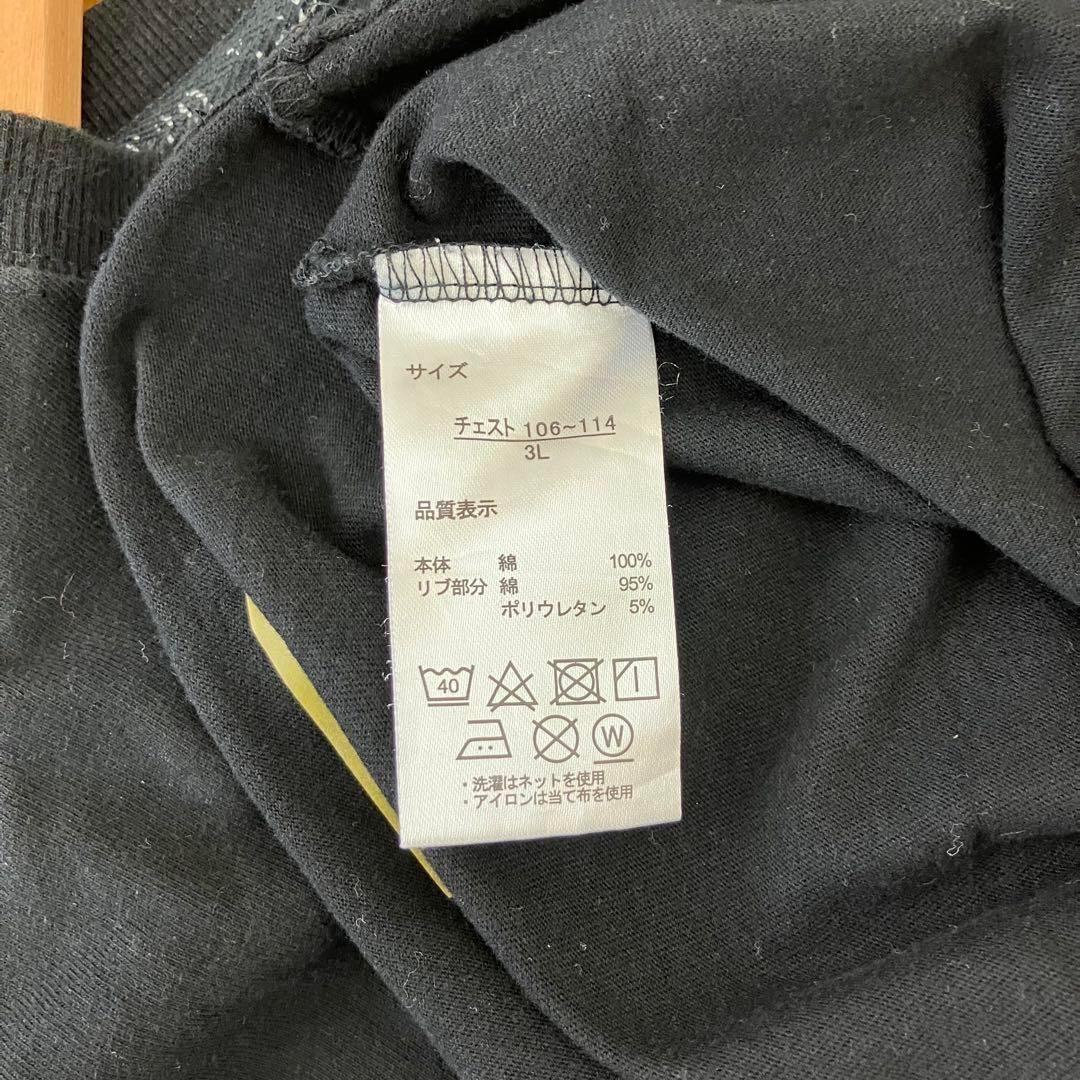 サイズ
チェスト 106~114
3L
品質表示
本体 綿 100%
リブ部分 綿 95%
ポリウレタン 5%
40
W
・洗濯はネットを使用
・アイロンは当て布を使用